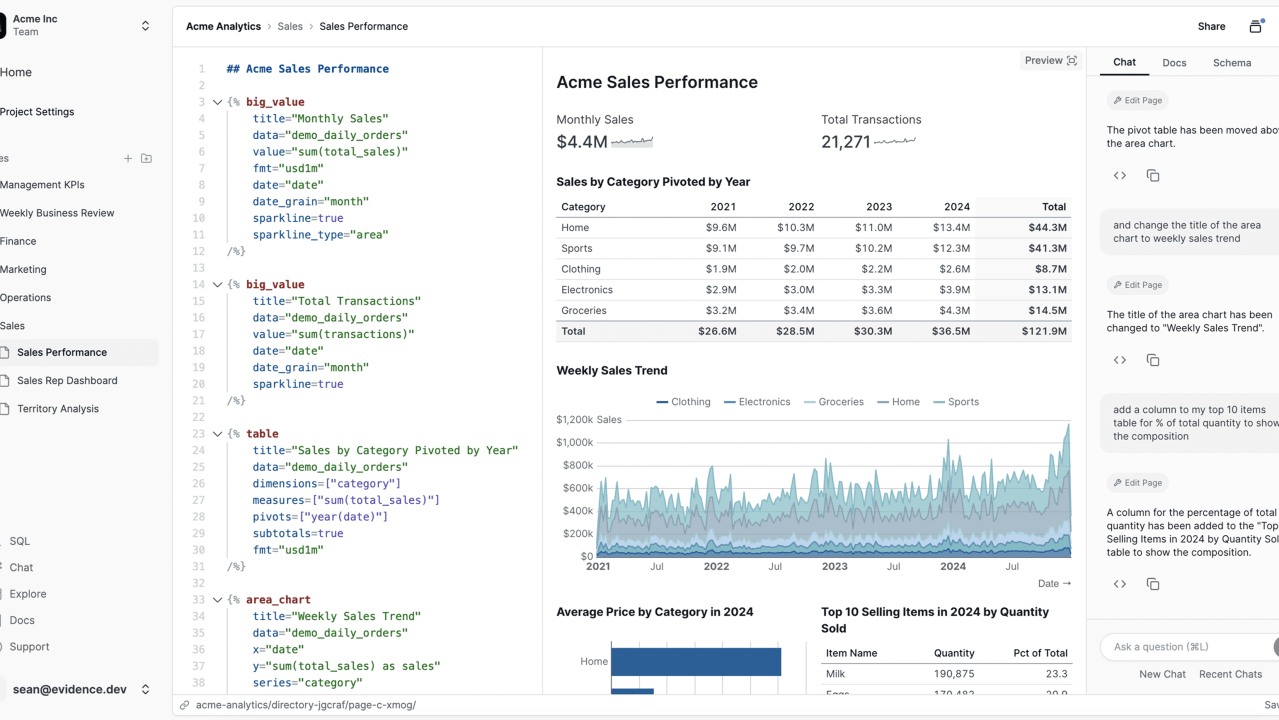 Acme Inc
Team
Home
Project Settings
es
Management KPIs
Weekly Business Review
Finance
Marketing
Operations
Sales
Sales Performance
Sales Rep Dashboard
Territory Analysis
SQL
Chat
Explore
Docs
Support
sean@evidence.dev
Acme Analytics > Sales > Sales Performance
Share
1 ## Acme Sales Performance
2
3 {% big_value
4 title="Monthly Sales"
5 data="demo_daily_orders"
6 value="sum(total_sales)"
7 fmt="usd1m"
8 date="date"
9 date_grain="month"
10 sparkline=true
11 sparkline_type="area"
12 /%}
13
14 {% big_value
15 title="Total Transactions"
16 data="demo_daily_orders"
17 value="sum(transactions)"
18 date="date"
19 date_grain="month"
20 sparkline=true
21 /%}
22
23 {% table
24 title="Sales by Category Pivoted by Year"
25 data="demo_daily_orders"
26 dimensions=["category"]
27 measures=["sum(total_sales)"]
28 pivots=["year(date)"]
29 subtotals=true
30 fmt="usd1m"
31 /%}
32
33 {% area_chart
34 title="Weekly Sales Trend"
35 data="demo_daily_orders"
36 x="date"
37 y="sum(total_sales) as sales"
38 series="category"
Preview
Acme Sales Performance
Monthly Sales Total Transactions
$4.4M 21,271
Sales by Category Pivoted by Year
Category 2021 2022 2023 2024 Total
Home $9.6M $10.3M $11.0M $13.4M $44.3M
Sports $9.1M $9.7M $10.2M $12.3M $41.3M
Clothing $1.9M $2.0M $2.2M $2.6M $8.7M
Electronics $2.9M $3.0M $3.3M $3.9M $13.1M
Groceries $3.2M $3.4M $3.6M $4.3M $14.5M
Total $26.6M $28.5M $30.3M $36.5M $121.9M
Weekly Sales Trend
Clothing Electronics Groceries Home Sports
$1,200k Sales
$1,000k
$800k
$600k
$400k
$200k
$0
2021 Jul 2022 Jul 2023 Jul 2024 Jul
Date →
Average Price by Category in 2024
Home
Top 10 Selling Items in 2024 by Quantity
Sold
Item Name Quantity Pct of Total
Milk 190,875 23.3
Chat Docs Schema
Edit Page
The pivot table has been moved abo
the area chart.
and change the title of the area
chart to weekly sales trend
Edit Page
The title of the area chart has been
changed to "Weekly Sales Trend".
add a column to my top 10 items
table for % of total quantity to show
the composition
Edit Page
A column for the percentage of total
quantity has been added to the "Top
Selling Items in 2024 by Quantity Sol
table to show the composition.
Ask a question (⌘L)
New Chat Recent Chats
acme-analytics/directory-jgcraf/page-c-xmog/
Sav